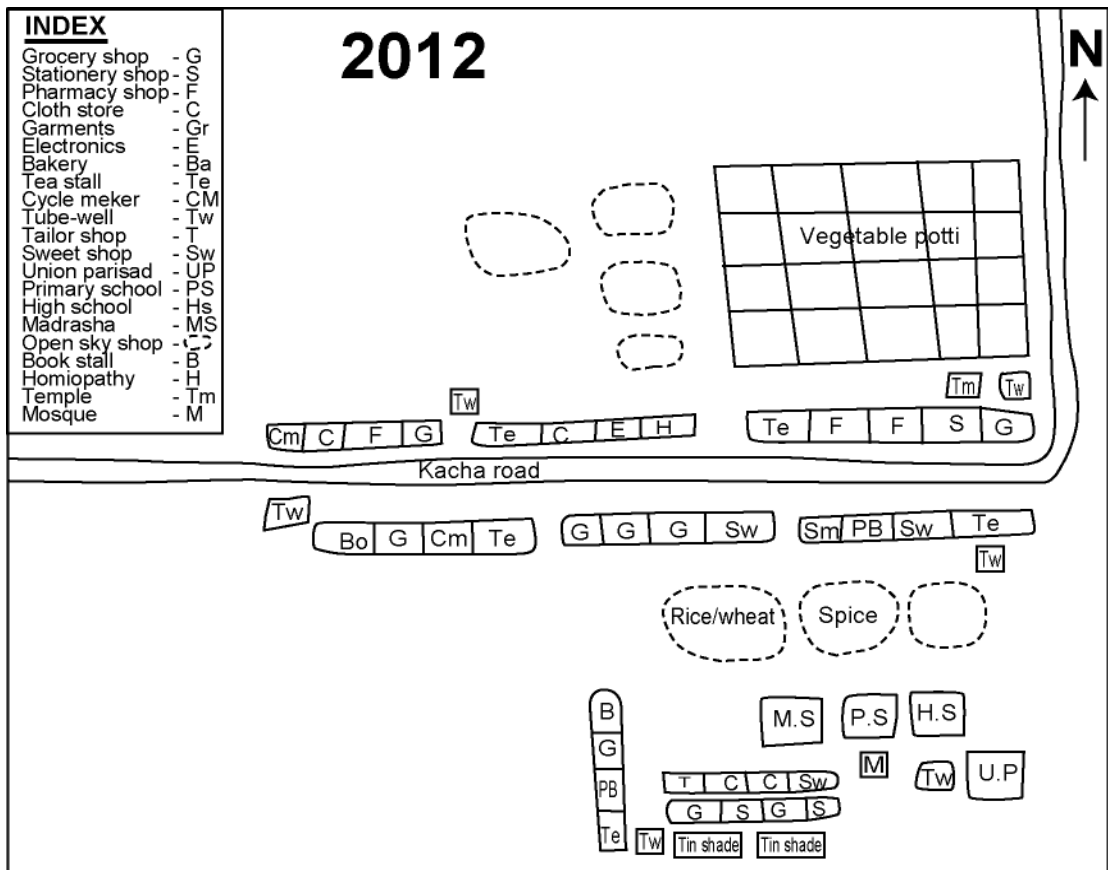 INDEX
Grocery shop - G
Stationery shop - S
Pharmacy shop - F
Cloth store - C
Garments - Gr
Electronics - E
Bakery - Ba
Tea stall - Te
Cycle meker - CM
Tube-well - Tw
Tailor shop - T
Sweet shop - Sw
Union parisad - UP
Primary school - PS
High school - Hs
Madrasha - MS
Open sky shop -
Book stall - B
Homiopathy - H
Temple - Tm
Mosque - M
2012
N
Vegetable potti
Tm Tw
Tw
Cm C F G Te C E H Te F F S G
Kacha road
Tw
Bo G Cm Te G G G Sw Sm PB Sw Te
Tw
Rice/wheat Spice
B M.S P.S H.S
G M Tw U.P
PB T C C Sw
G S G S
Te Tw Tin shade Tin shade